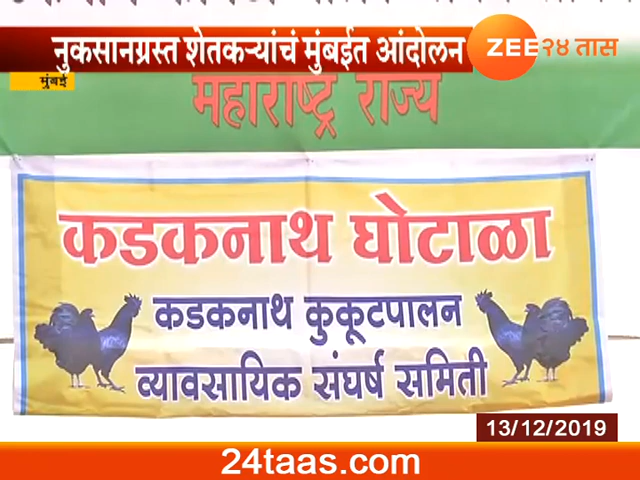 नुकसानग्रस्त शेतकऱ्यांचं मुंबईत आंदोलन
ZEE २४ तास
मुंबई
महाराष्ट्र राज्य
कडकनाथ घोटाळा
कडकनाथ कुकूटपालन
व्यावसायिक संघर्ष समिती
13/12/2019
24taas.com